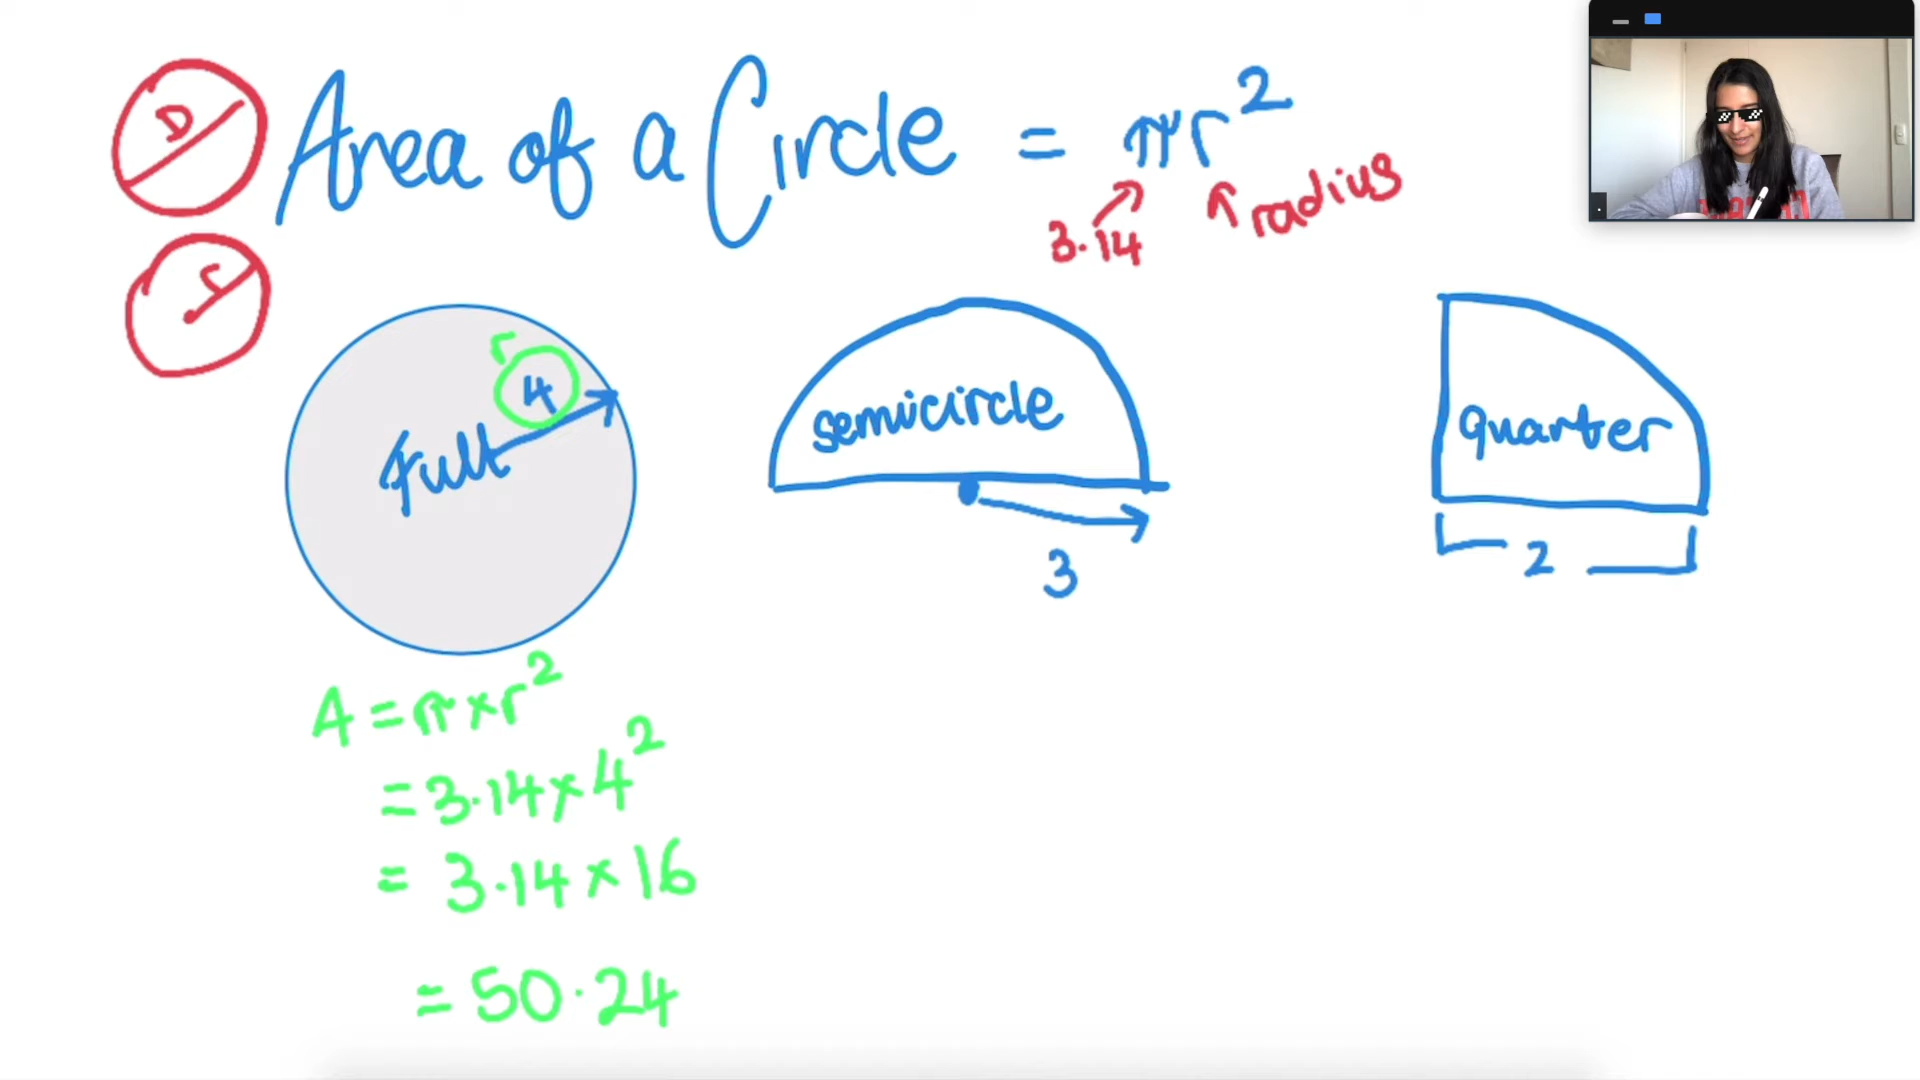 D
Area of a Circle = πr²
3.14
radius
r
r
4
Full
semicircle
3
quarter
2
A = π×r²
= 3.14×4²
= 3.14×16
= 50.24